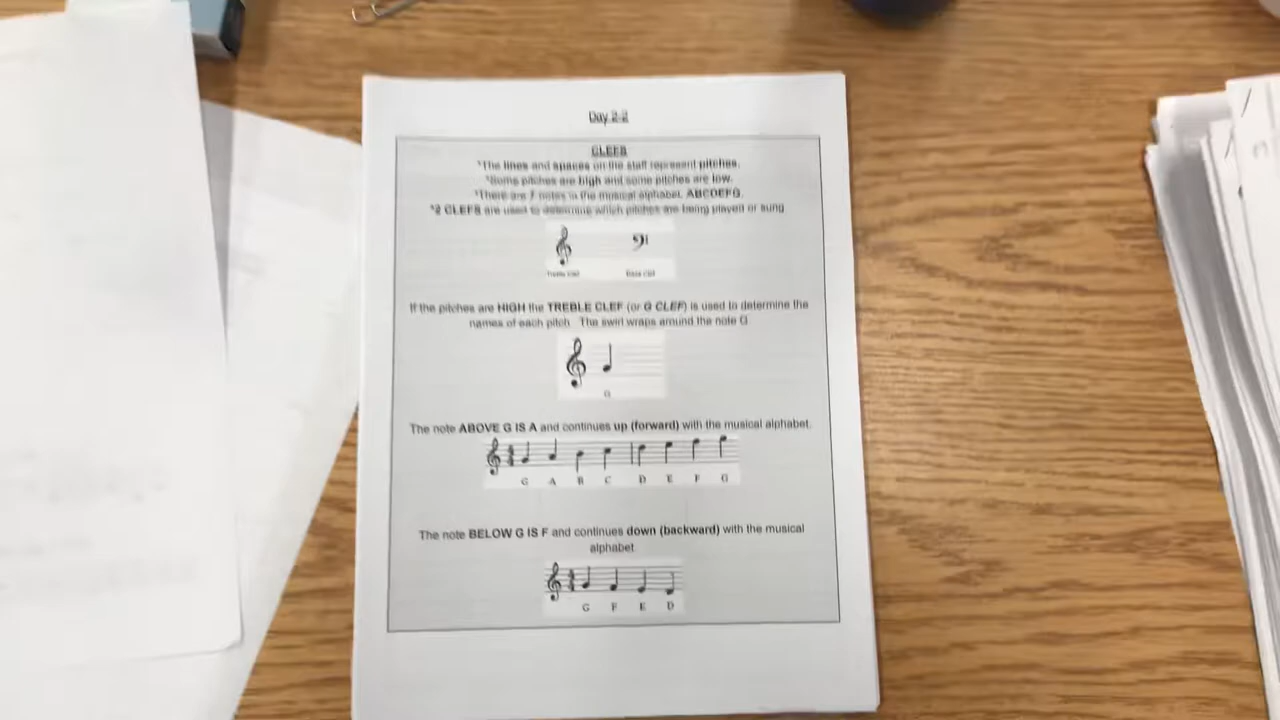 Day 2-2
CLEFS
*The lines and spaces on the staff represent pitches.
*Some pitches are high and some pitches are low.
*There are 7 notes in the musical alphabet, ABCDEFG.
*2 CLEFS are used to determine which pitches are being played or sung
Treble Clef Bass Clef
If the pitches are HIGH the TREBLE CLEF (or G CLEF) is used to determine the
names of each pitch. The swirl wraps around the note G
G
The note ABOVE G IS A and continues up (forward) with the musical alphabet.
G A B C D E F G
The note BELOW G IS F and continues down (backward) with the musical
alphabet
G F E D